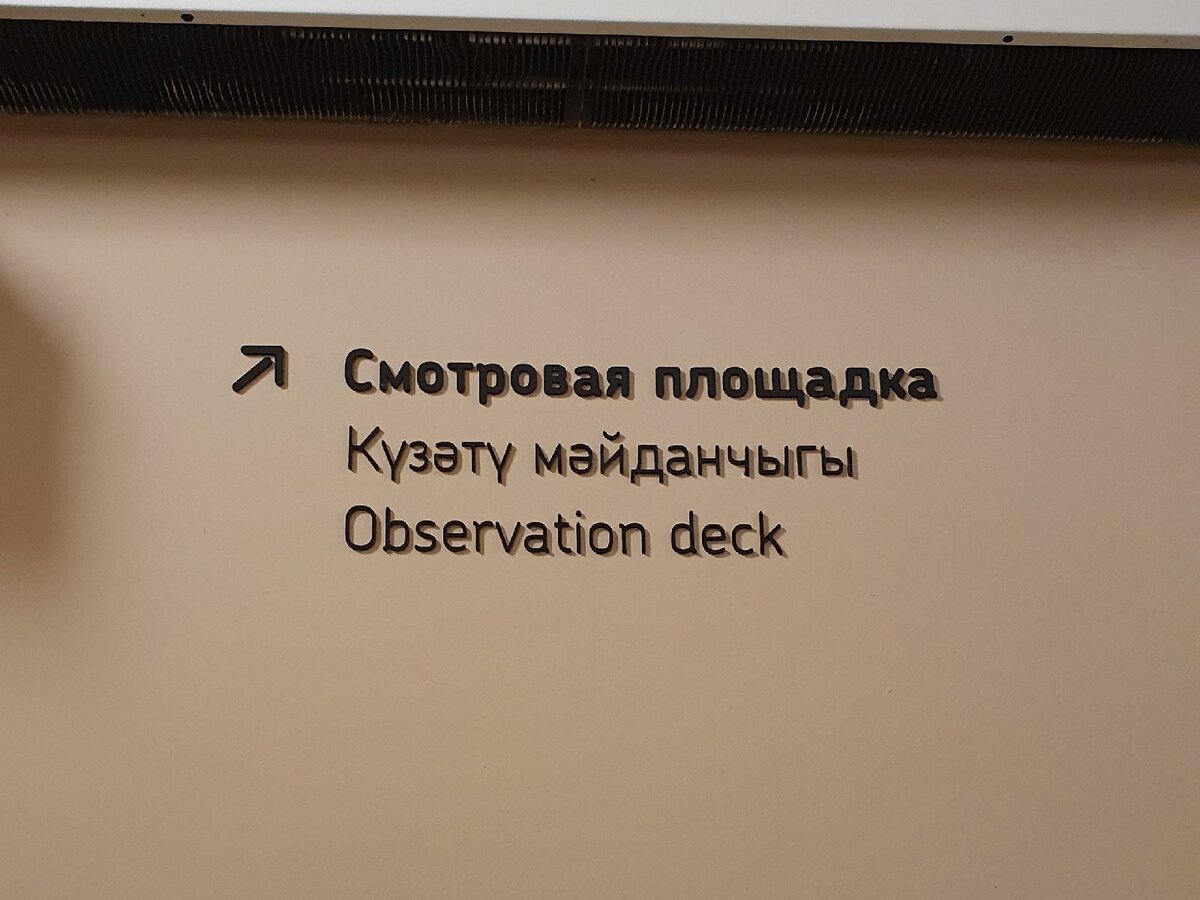 Смотровая площадка
Күзәтү мәйданчыгы
Observation deck